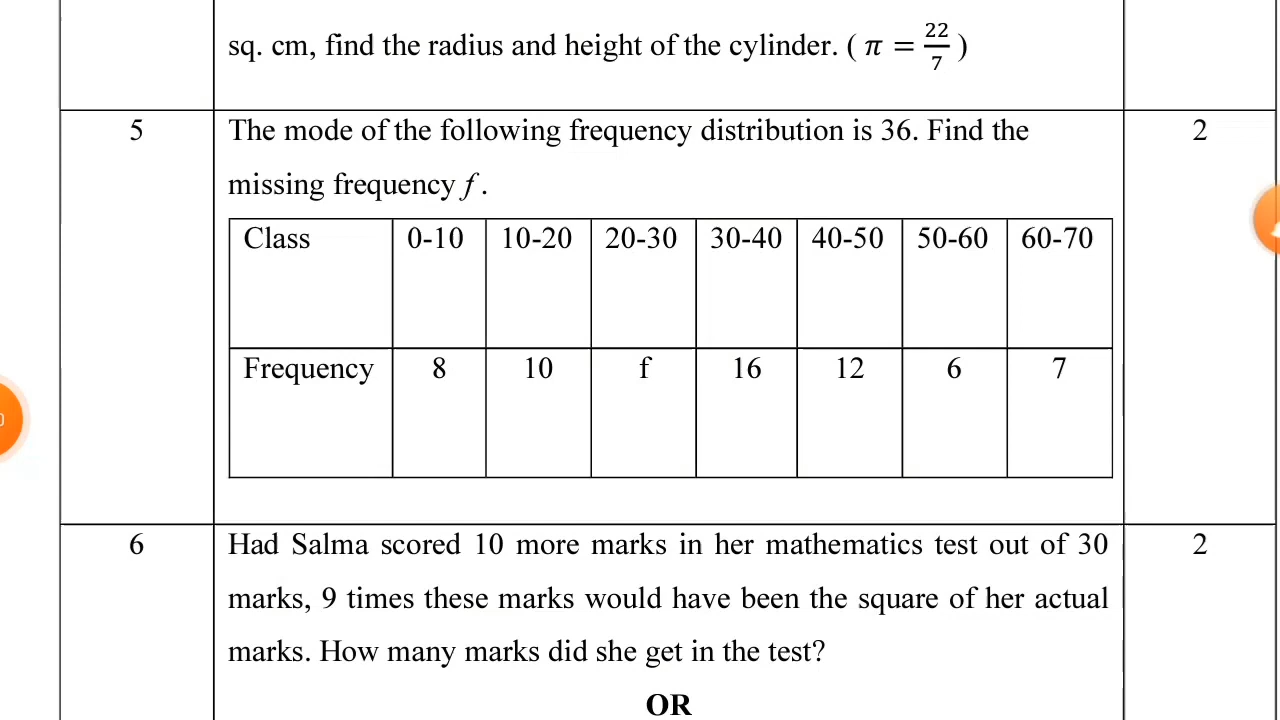 sq. cm, find the radius and height of the cylinder. ( π = 22/7 )
5 The mode of the following frequency distribution is 36. Find the 2
missing frequency f .
Class 0-10 10-20 20-30 30-40 40-50 50-60 60-70
Frequency 8 10 f 16 12 6 7
6 Had Salma scored 10 more marks in her mathematics test out of 30 2
marks, 9 times these marks would have been the square of her actual
marks. How many marks did she get in the test?
OR